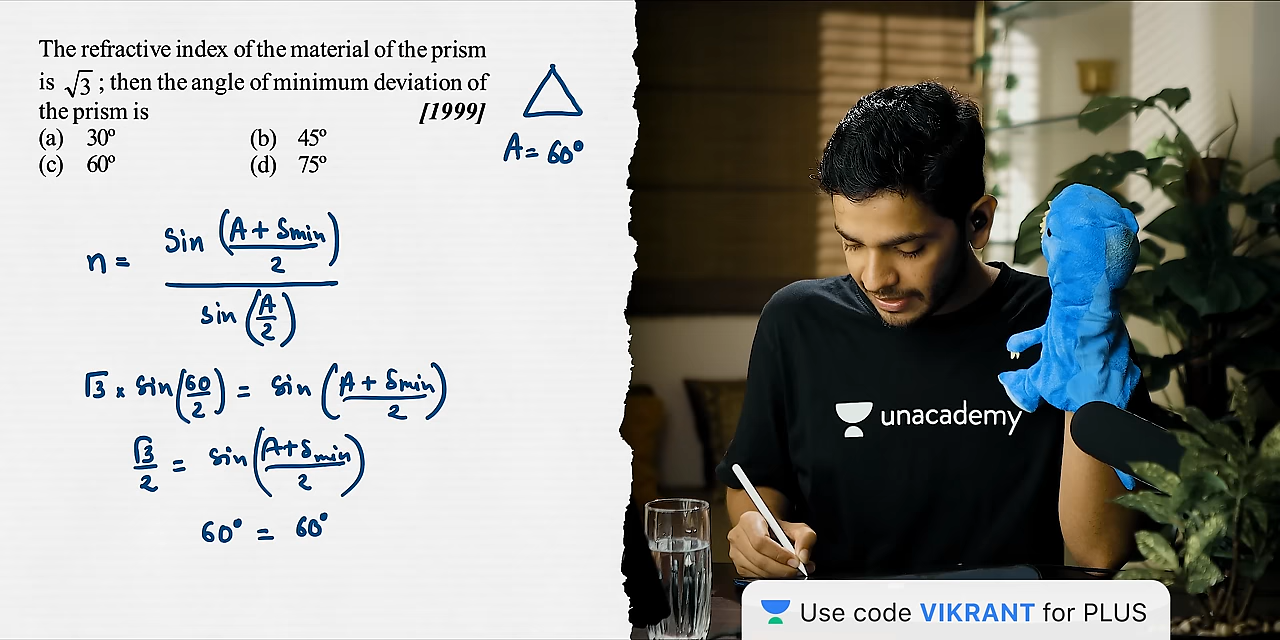 The refractive index of the material of the prism
is √3 ; then the angle of minimum deviation of
the prism is [1999]
(a) 30º (b) 45º
(c) 60º (d) 75º
A = 60°
n = sin ((A + δmin)/2) / sin (A/2)
√3 × sin(60/2) = sin ((A + δmin)/2)
√3/2 = sin ((A + δmin)/2)
60° = 60°
unacademy
Use code VIKRANT for PLUS